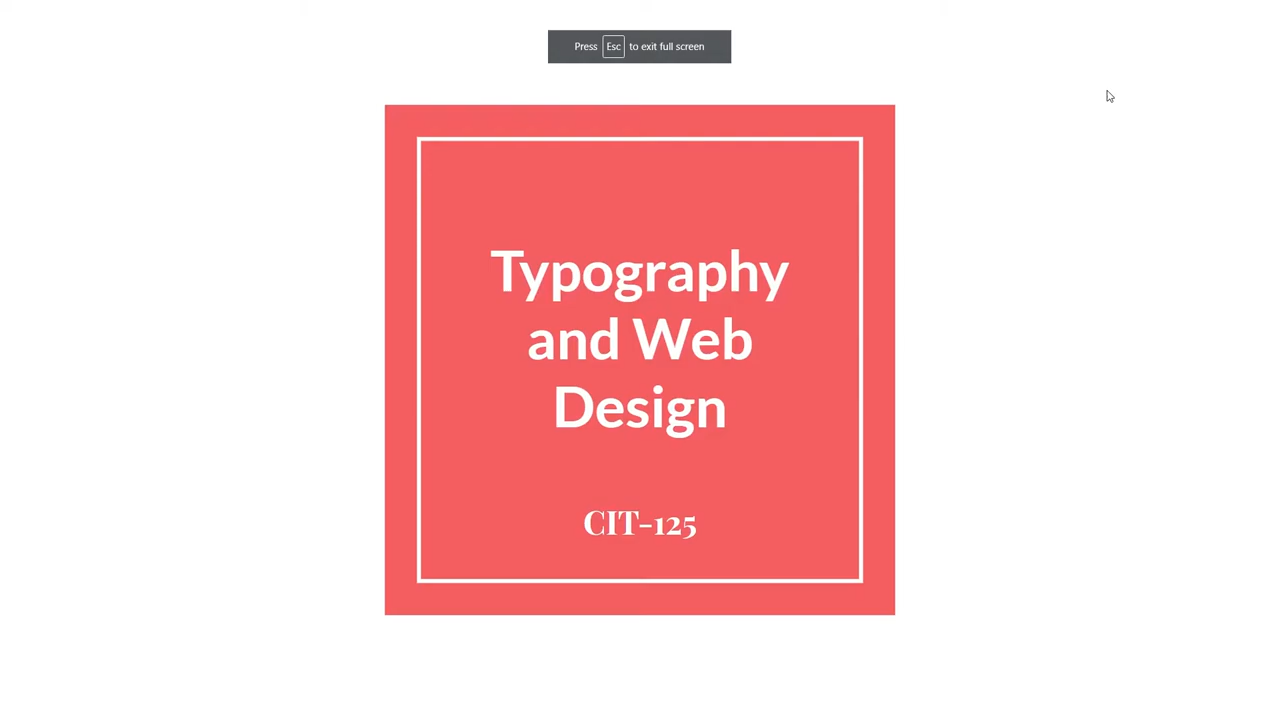 Press Esc to exit full screen
Typography
and Web
Design
CIT-125